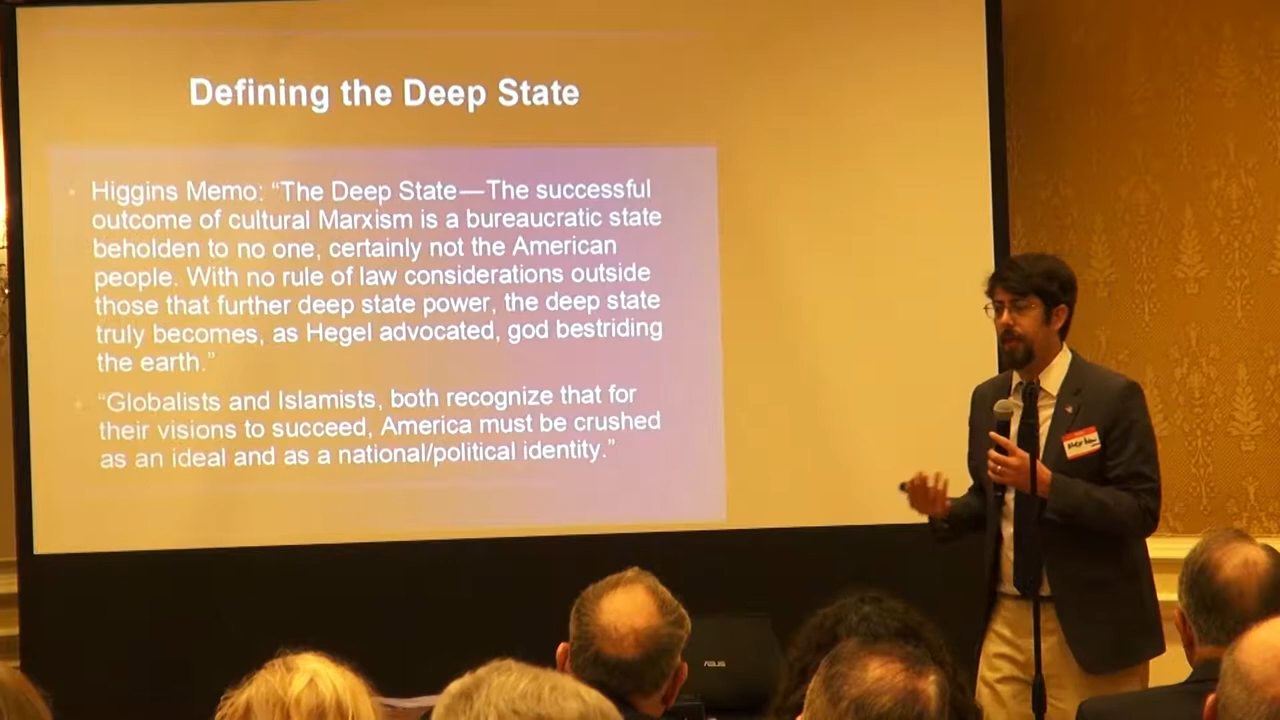 Defining the Deep State
Higgins Memo: “The Deep State—The successful
outcome of cultural Marxism is a bureaucratic state
beholden to no one, certainly not the American
people. With no rule of law considerations outside
those that further deep state power, the deep state
truly becomes, as Hegel advocated, god bestriding
the earth.”
“Globalists and Islamists, both recognize that for
their visions to succeed, America must be crushed
as an ideal and as a national/political identity.”
ASUS